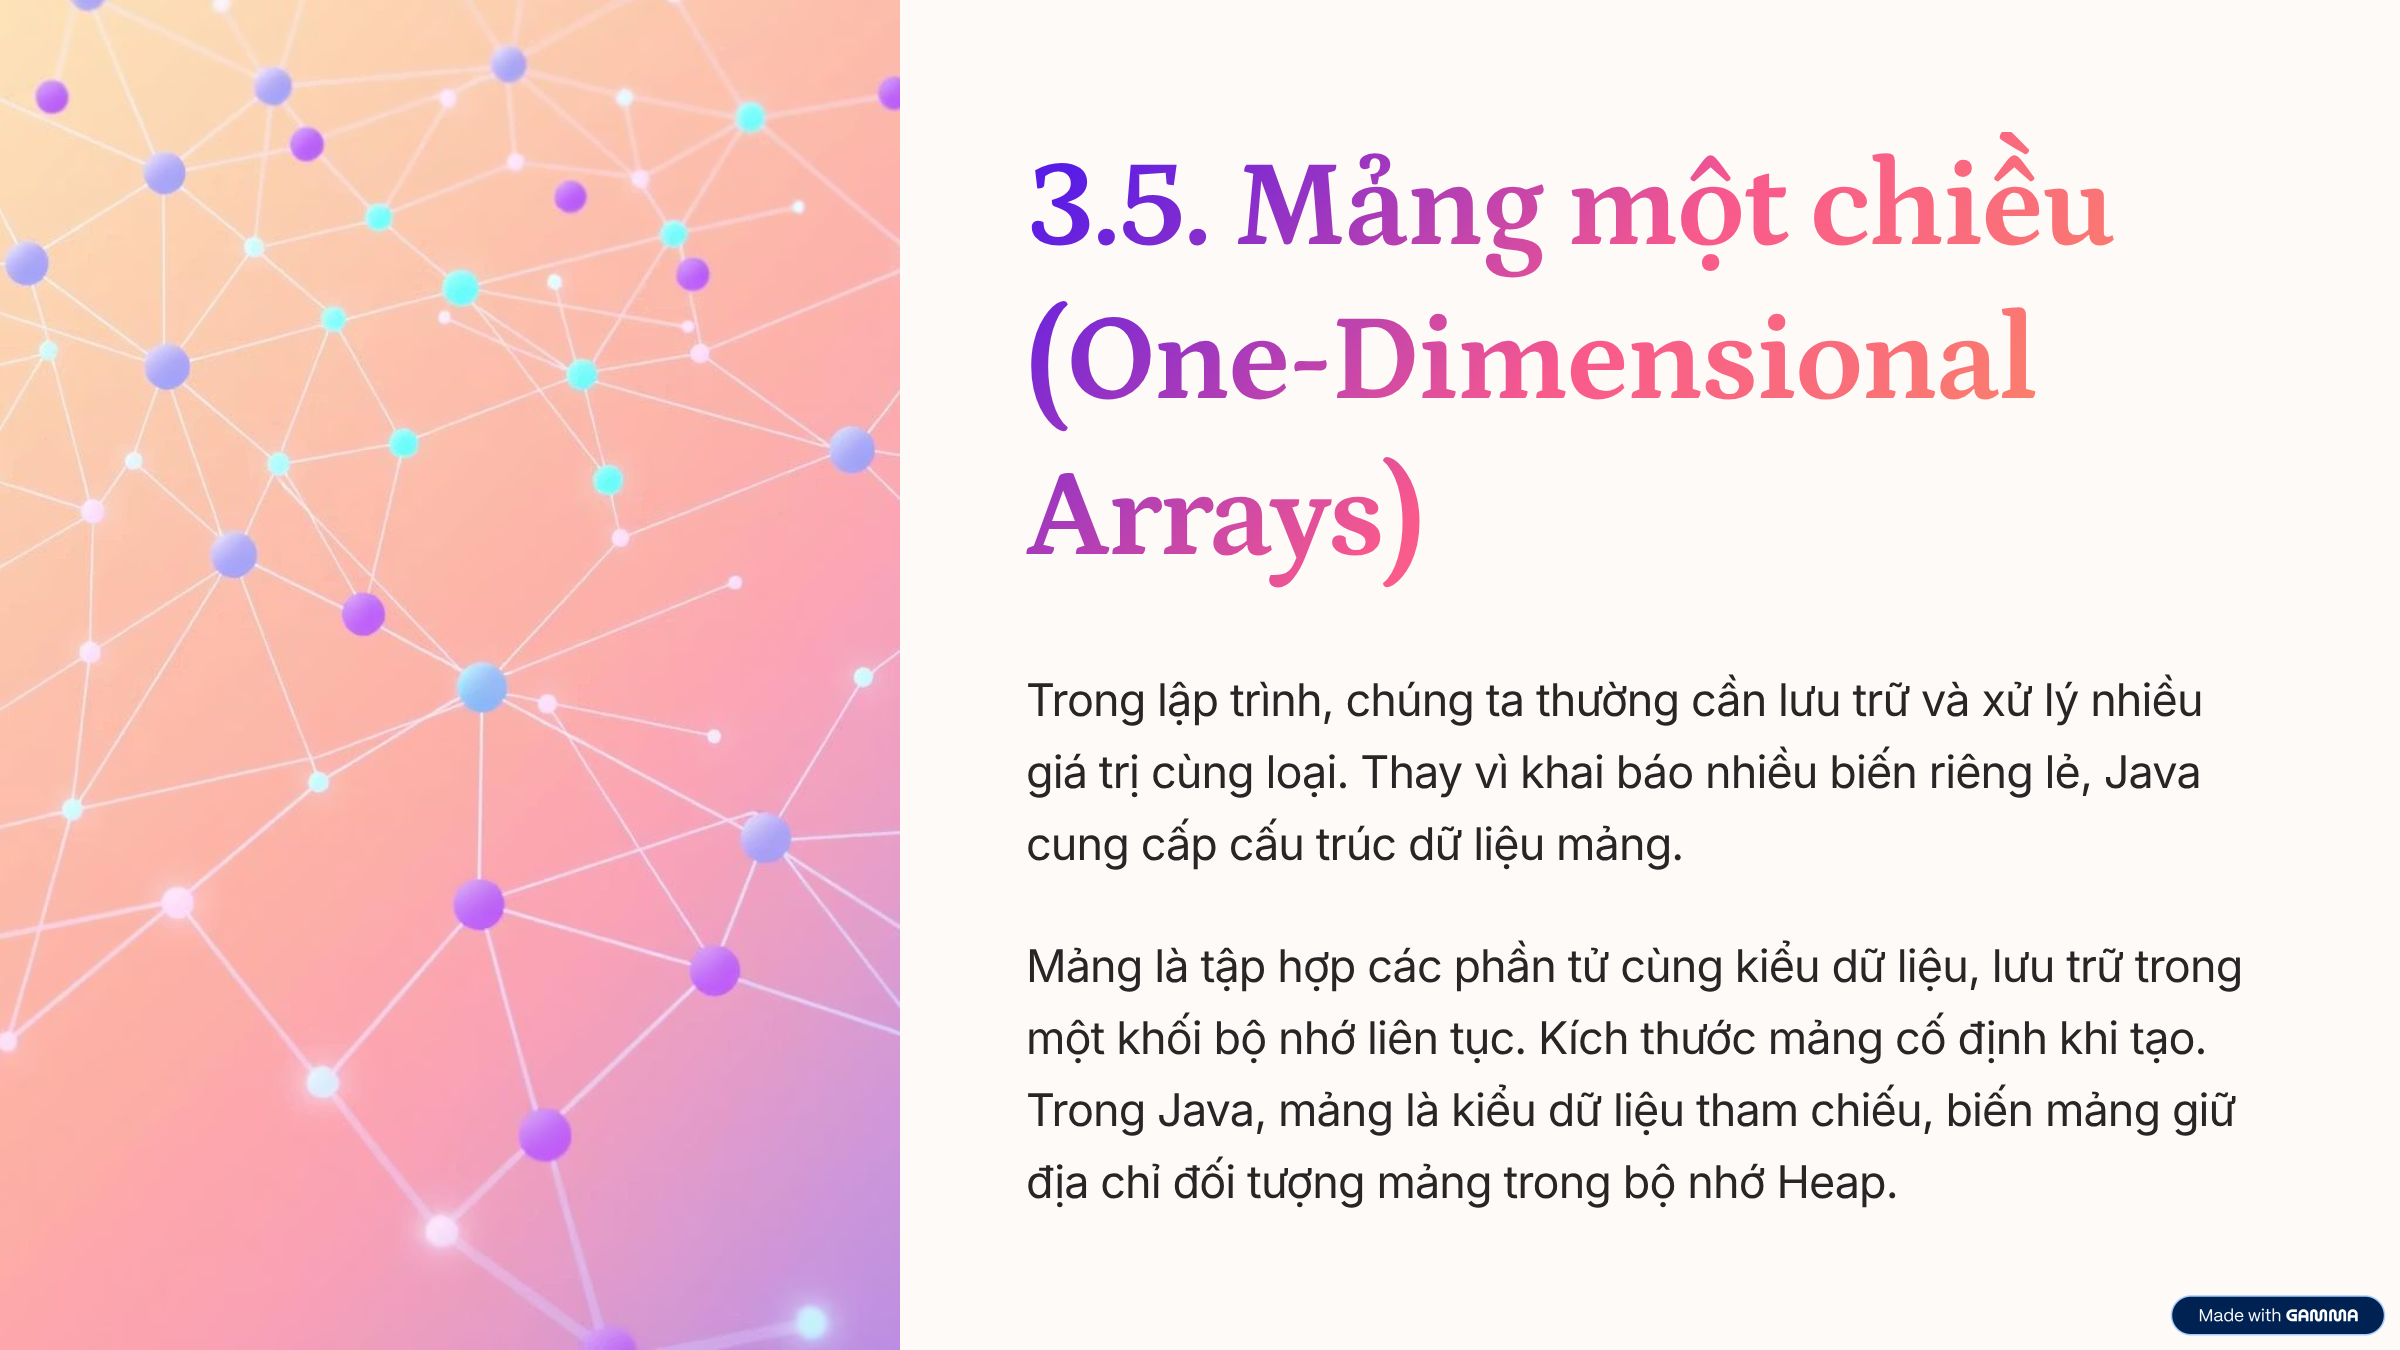 3.5. Mảng một chiều
(One-Dimensional
Arrays)
Trong lập trình, chúng ta thường cần lưu trữ và xử lý nhiều
giá trị cùng loại. Thay vì khai báo nhiều biến riêng lẻ, Java
cung cấp cấu trúc dữ liệu mảng.
Mảng là tập hợp các phần tử cùng kiểu dữ liệu, lưu trữ trong
một khối bộ nhớ liên tục. Kích thước mảng cố định khi tạo.
Trong Java, mảng là kiểu dữ liệu tham chiếu, biến mảng giữ
địa chỉ đối tượng mảng trong bộ nhớ Heap.
Made with GAMMA